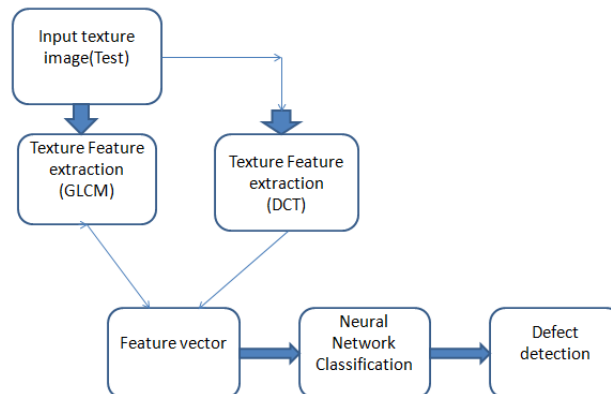 Input texture
image(Test)
Texture Feature
extraction
(GLCM)
Texture Feature
extraction
(DCT)
Feature vector
Neural
Network
Classification
Defect
detection